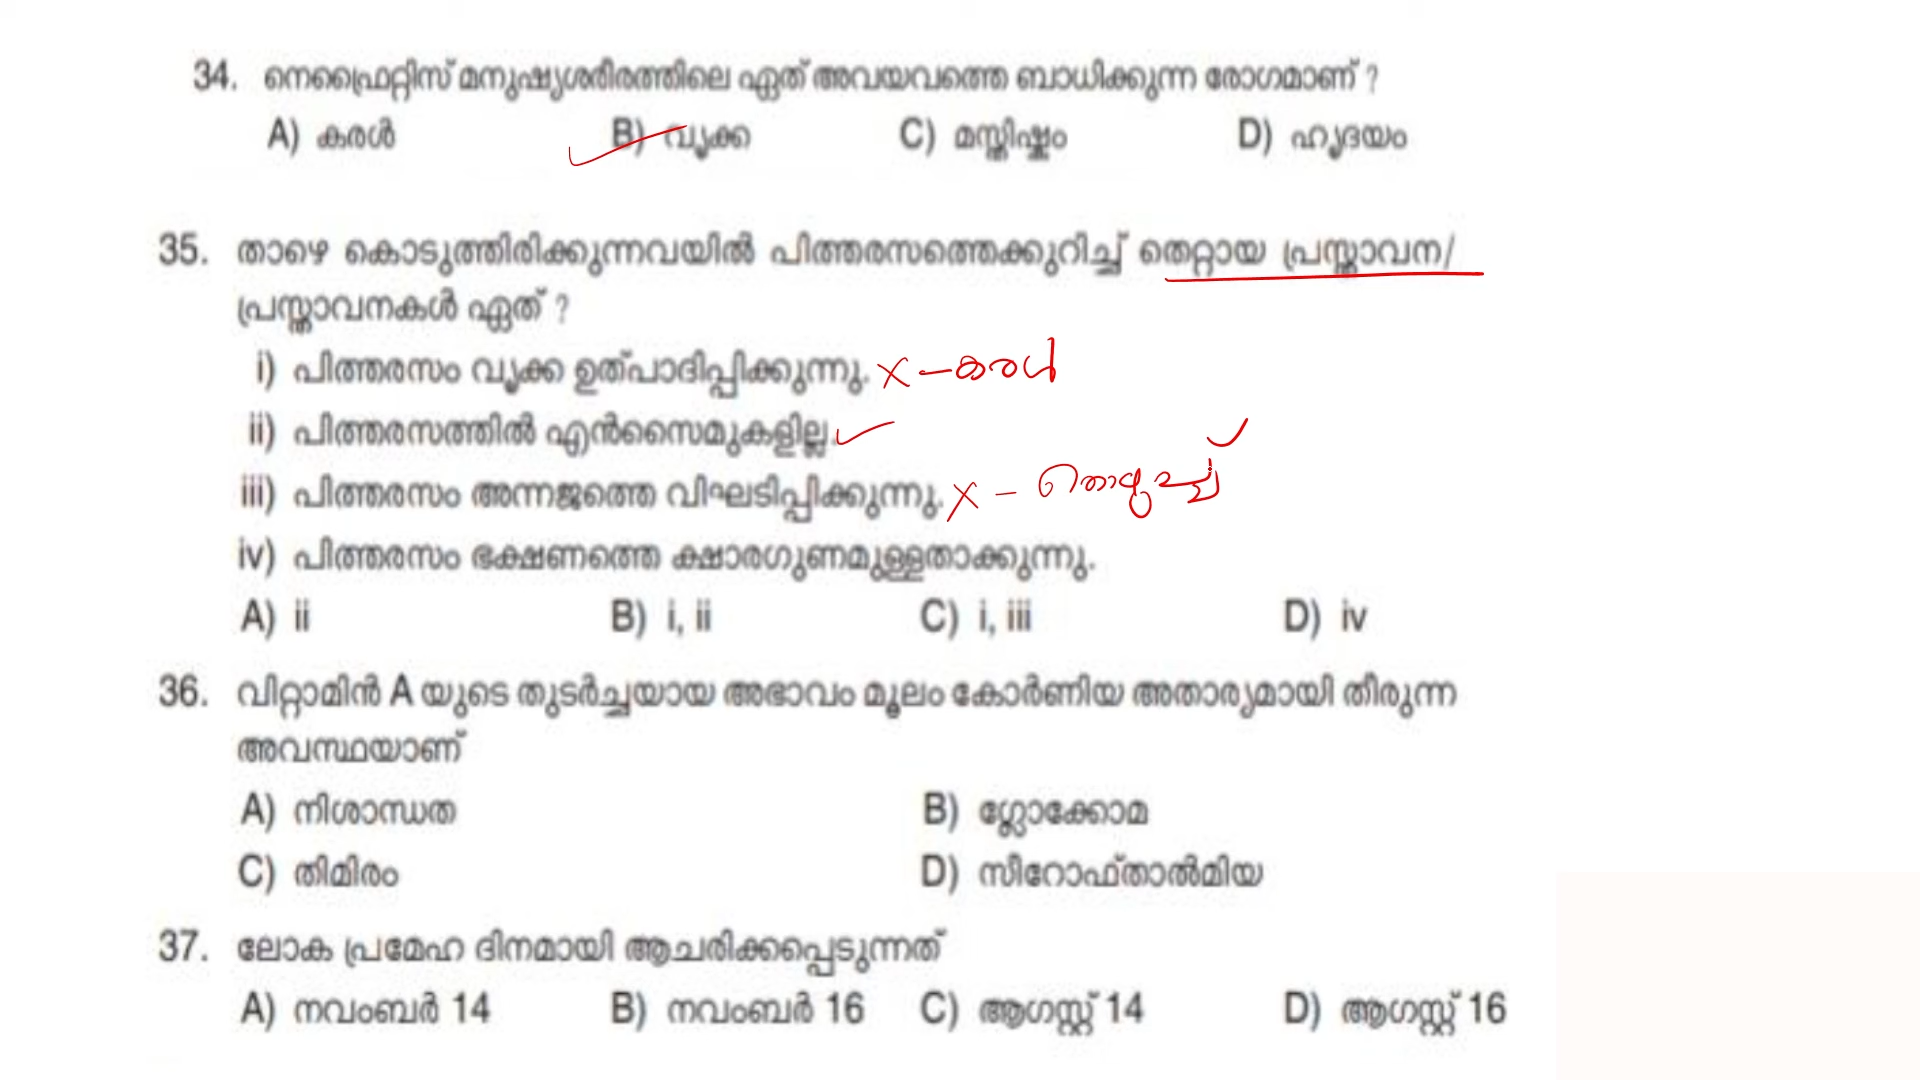 34. നെഫ്രൈറ്റിസ് മനുഷ്യശരീരത്തിലെ ഏത് അവയവത്തെ ബാധിക്കുന്ന രോഗമാണ് ?
A) കരൾ B) വൃക്ക C) മസ്തിഷ്കം D) ഹൃദയം
35. താഴെ കൊടുത്തിരിക്കുന്നവയിൽ പിത്തരസത്തെക്കുറിച്ച് തെറ്റായ പ്രസ്താവന/
പ്രസ്താവനകൾ ഏത് ?
i) പിത്തരസം വൃക്ക ഉത്പാദിപ്പിക്കുന്നു. x – കരൾ
ii) പിത്തരസത്തിൽ എൻസൈമുകളില്ല.
iii) പിത്തരസം അന്നജത്തെ വിഘടിപ്പിക്കുന്നു. x –
iv) പിത്തരസം ഭക്ഷണത്തെ ക്ഷാരഗുണമുള്ളതാക്കുന്നു.
A) ii B) i, ii C) i, iii D) iv
36. വിറ്റാമിൻ A യുടെ തുടർച്ചയായ അഭാവം മൂലം കോർണിയ അതാര്യമായി തീരുന്ന
അവസ്ഥയാണ്
A) നിശാന്ധത B) ഗ്ലോക്കോമ
C) തിമിരം D) സീറോഫ്താൽമിയ
37. ലോക പ്രമേഹ ദിനമായി ആചരിക്കപ്പെടുന്നത്
A) നവംബർ 14 B) നവംബർ 16 C) ആഗസ്റ്റ് 14 D) ആഗസ്റ്റ് 16